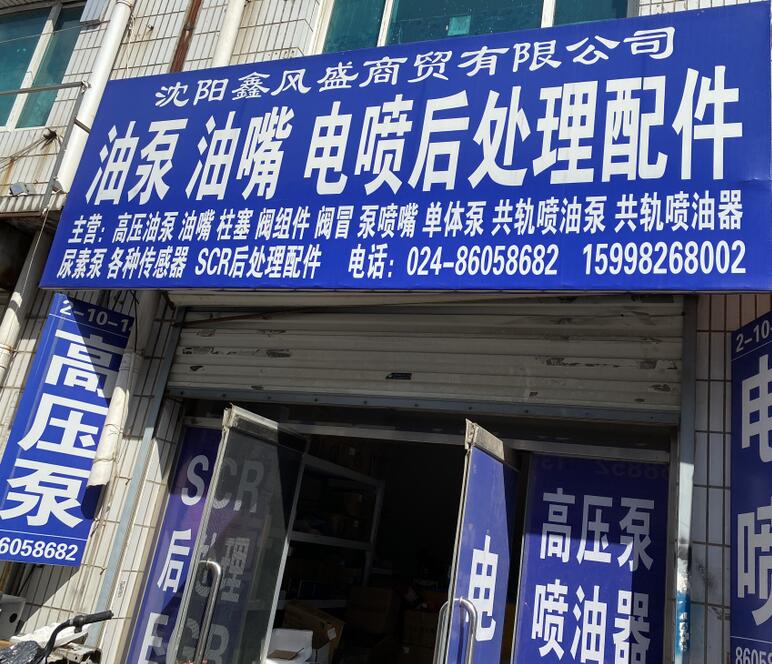 沈阳鑫风盛商贸有限公司
油泵 油嘴 电喷后处理配件
主营：高压油泵 油嘴 柱塞 阀组件 阀冒 泵喷嘴 单体泵 共轨喷油泵 共轨喷油器
尿素泵 各种传感器 SCR后处理配件 电话：024-86058682 15998268002
2-10-1
高压泵
86058682
SCR
后处理
EGR
电
高压泵
喷油器
2-10-
电
喷
8605